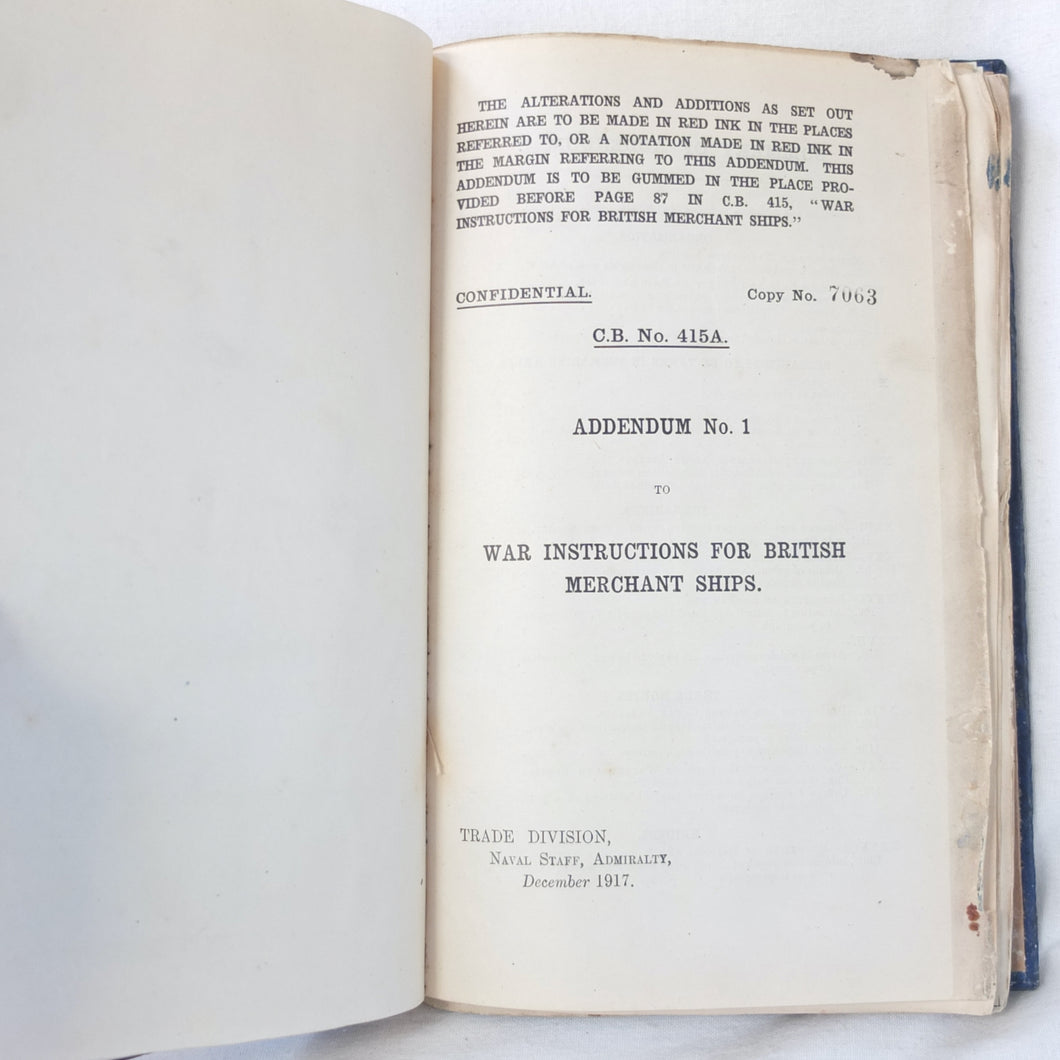 THE ALTERATIONS AND ADDITIONS AS SET OUT
HEREIN ARE TO BE MADE IN RED INK IN THE PLACES
REFERRED TO, OR A NOTATION MADE IN RED INK IN
THE MARGIN REFERRING TO THIS ADDENDUM. THIS
ADDENDUM IS TO BE GUMMED IN THE PLACE PRO-
VIDED BEFORE PAGE 87 IN C.B. 415, “WAR
INSTRUCTIONS FOR BRITISH MERCHANT SHIPS.”
CONFIDENTIAL. Copy No. 7063
C.B. No. 415A.
ADDENDUM No. 1
TO
WAR INSTRUCTIONS FOR BRITISH
MERCHANT SHIPS.
TRADE DIVISION,
NAVAL STAFF, ADMIRALTY,
December 1917.